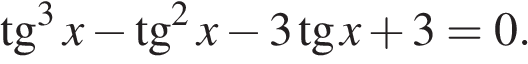 tg³ x − tg² x − 3 tg x + 3 = 0.